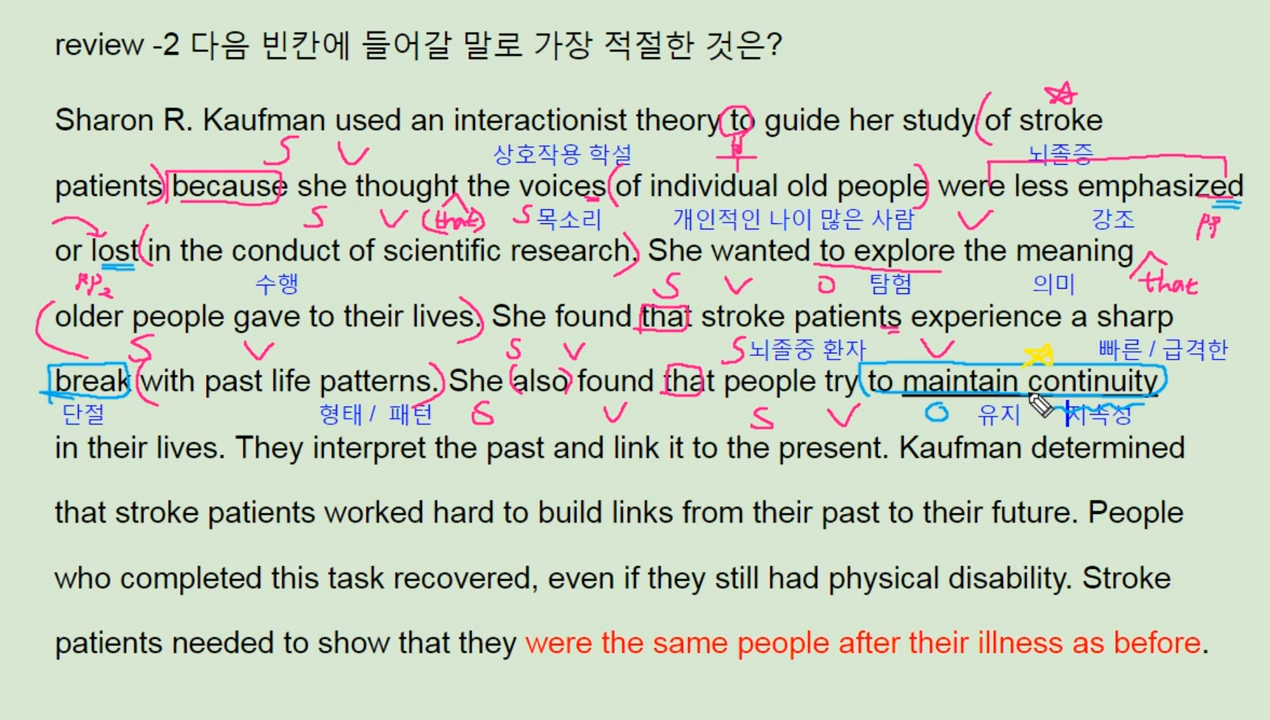 review -2 다음 빈칸에 들어갈 말로 가장 적절한 것은?
Sharon R. Kaufman used an interactionist theory to guide her study of stroke
S V 상호작용 학설 뇌졸증
patients because she thought the voices of individual old people were less emphasized
S V (that) S 목소리 개인적인 나이 많은 사람 V 강조 PP
or lost in the conduct of scientific research. She wanted to explore the meaning
PP2 수행 S V O 탐험 의미 that
older people gave to their lives. She found that stroke patients experience a sharp
S V S V S 뇌졸중 환자 V 빠른 / 급격한
break (with past life patterns.) She (also) found that people try to maintain continuity
단절 형태 / 패턴 S V S V O 유지 지속성
in their lives. They interpret the past and link it to the present. Kaufman determined
that stroke patients worked hard to build links from their past to their future. People
who completed this task recovered, even if they still had physical disability. Stroke
patients needed to show that they were the same people after their illness as before.